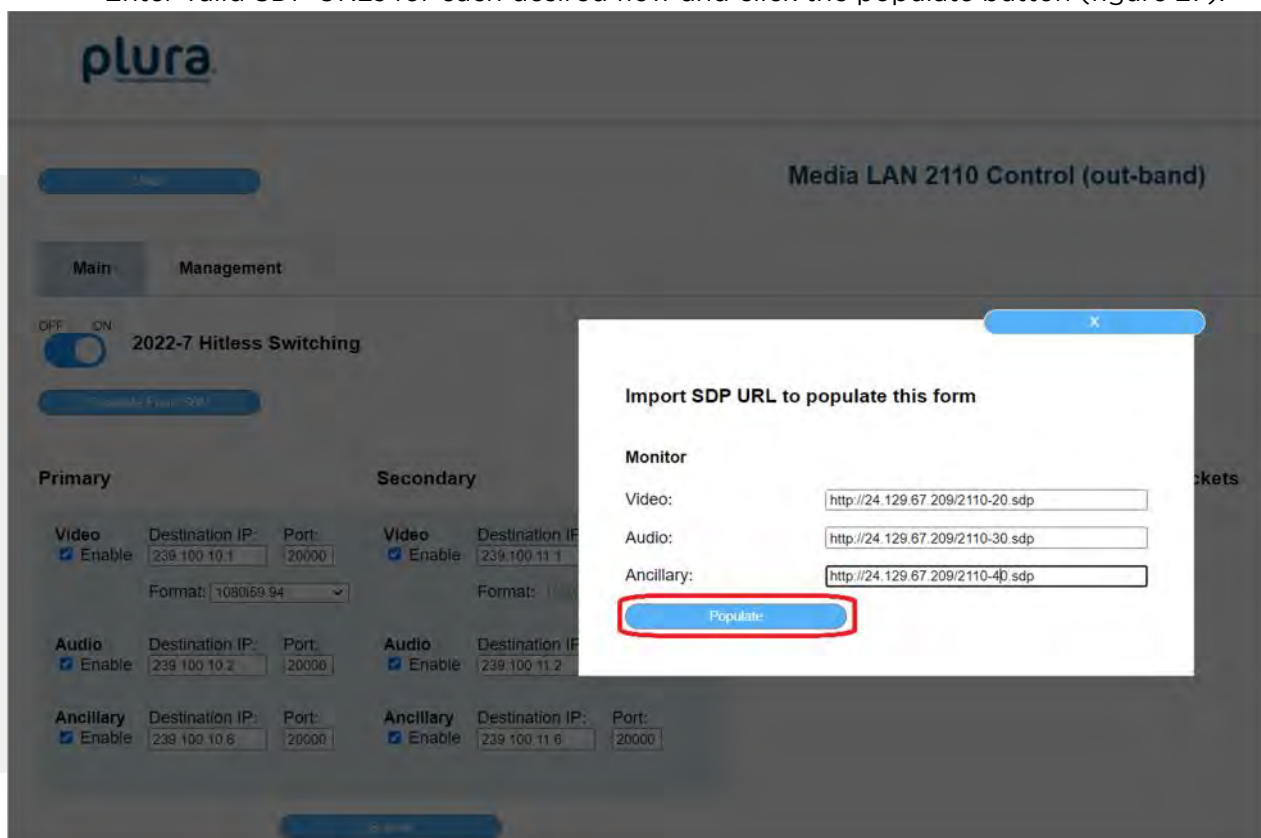 Enter valid SDP URLs for each desired flow and click the populate button (figure 27).
plura
Media LAN 2110 Control (out-band)
Main Management
OFF ON
2022-7 Hitless Switching
X
Import SDP URL to populate this form
Monitor
Video: http://24.129.67.209/2110-20.sdp
Audio: http://24.129.67.209/2110-30.sdp
Ancillary: http://24.129.67.209/2110-40.sdp
Populate
Primary Secondary ckets
Video Destination IP: Port: Video Destination IP
Enable 239.100.10.1 20000 Enable 239.100.11.1
Format: 1080i59.94 Format:
Audio Destination IP: Port: Audio Destination IP
Enable 239.100.10.2 20000 Enable 239.100.11.2
Ancillary Destination IP: Port: Ancillary Destination IP: Port:
Enable 239.100.10.6 20000 Enable 239.100.11.6 20000